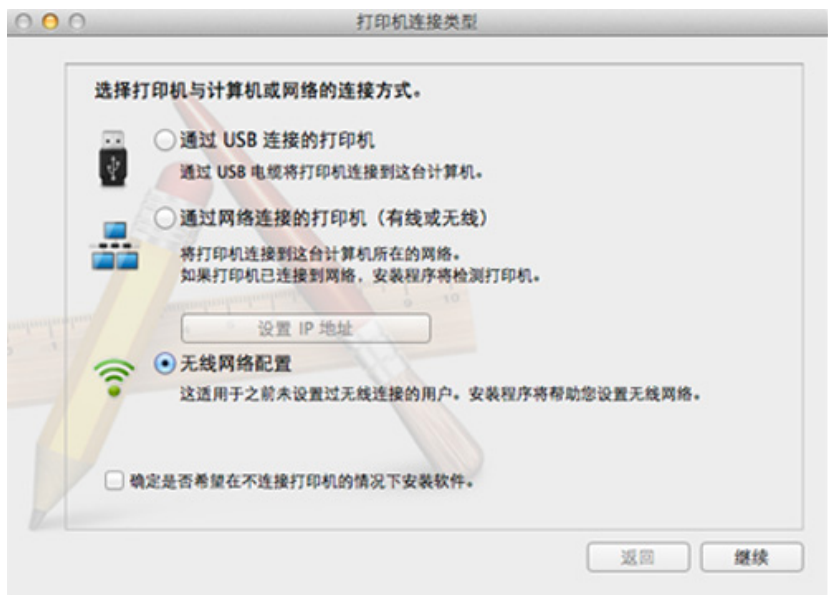 打印机连接类型
选择打印机与计算机或网络的连接方式。
通过 USB 连接的打印机
通过 USB 电缆将打印机连接到这台计算机。
通过网络连接的打印机（有线或无线）
将打印机连接到这台计算机所在的网络。
如果打印机已连接到网络，安装程序将检测打印机。
设置 IP 地址
无线网络配置
这适用于之前未设置过无线连接的用户。安装程序将帮助您设置无线网络。
确定是否希望在不连接打印机的情况下安装软件。
返回
继续